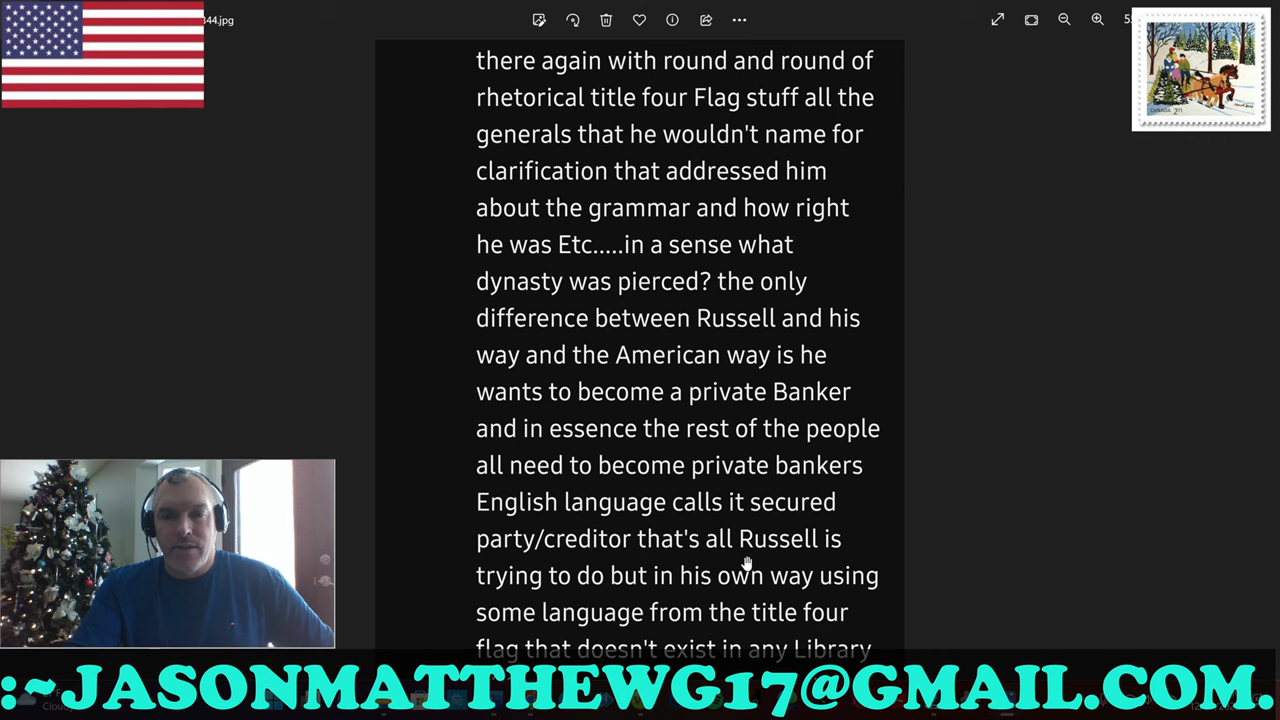 44.jpg
there again with round and round of
rhetorical title four Flag stuff all the
generals that he wouldn't name for
clarification that addressed him
about the grammar and how right
he was Etc.....in a sense what
dynasty was pierced? the only
difference between Russell and his
way and the American way is he
wants to become a private Banker
and in essence the rest of the people
all need to become private bankers
English language calls it secured
party/creditor that's all Russell is
trying to do but in his own way using
some language from the title four
flag that doesn't exist in any Library
CANADA
:~JASONMATTHEWG17@GMAIL.COM.